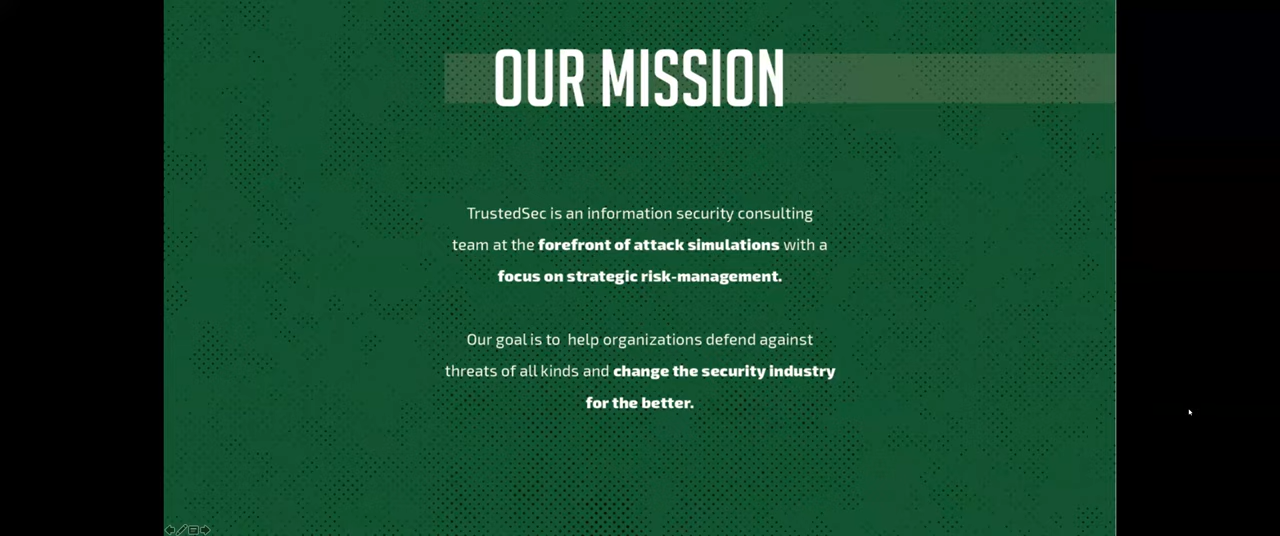 OUR MISSION
TrustedSec is an information security consulting
team at the forefront of attack simulations with a
focus on strategic risk-management.
Our goal is to  help organizations defend against
threats of all kinds and change the security industry
for the better.